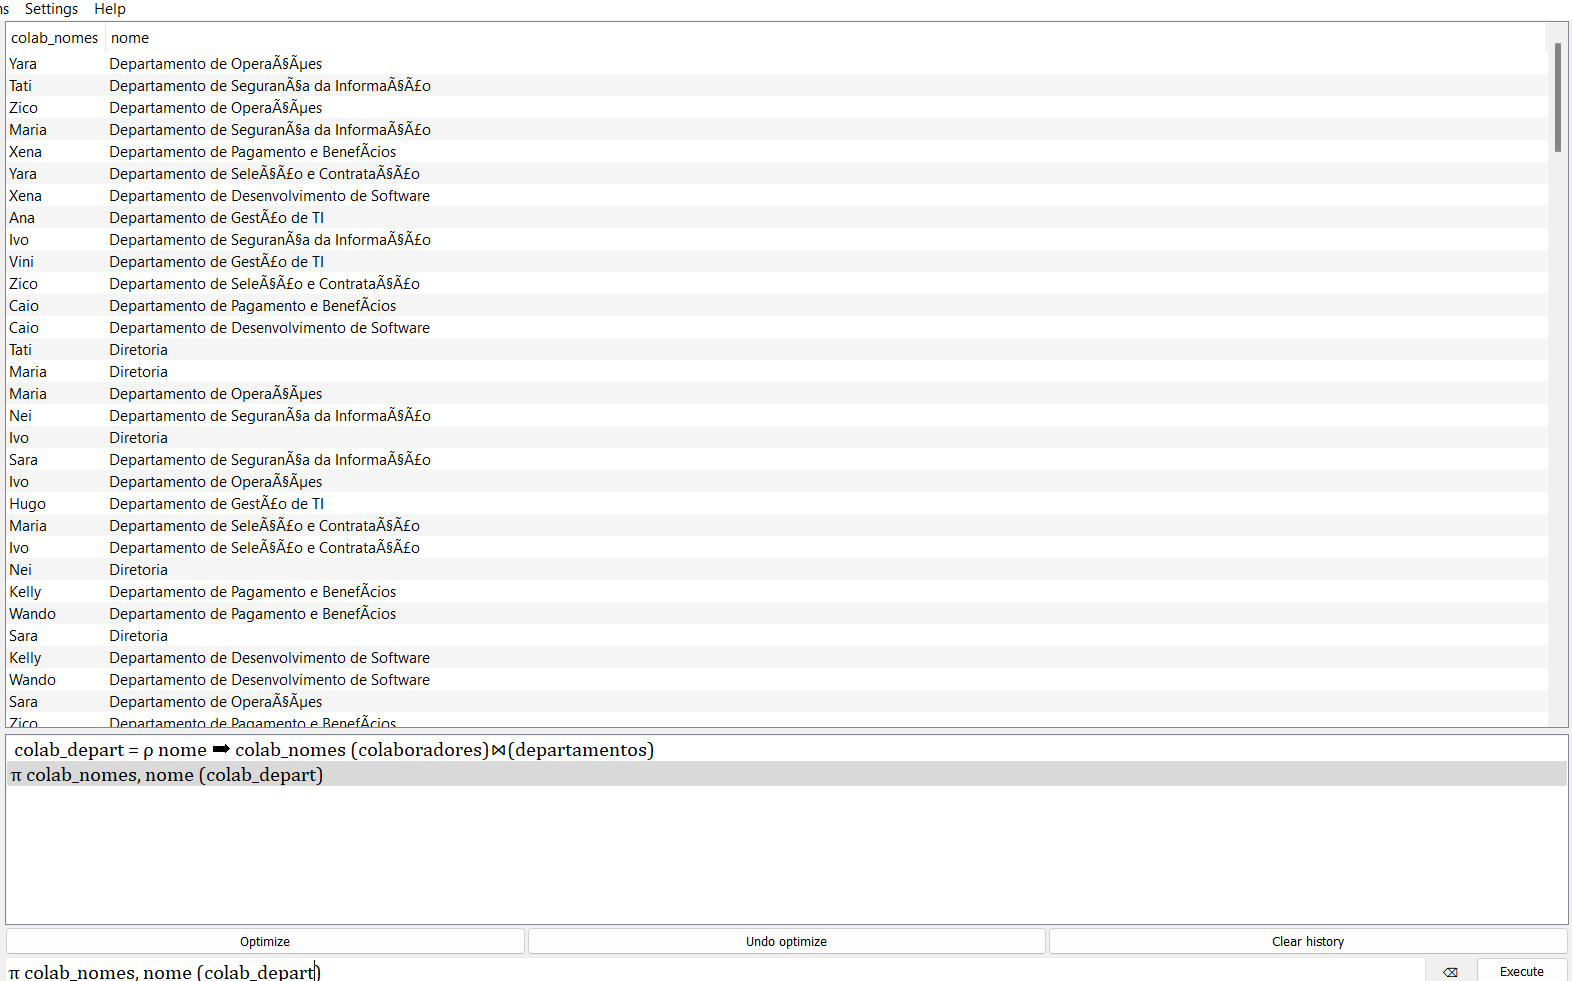 ns Settings Help
colab_nomes nome
Yara Departamento de OperaÃ§Ãµes
Tati Departamento de SeguranÃ§a da InformaÃ§Ã£o
Zico Departamento de OperaÃ§Ãµes
Maria Departamento de SeguranÃ§a da InformaÃ§Ã£o
Xena Departamento de Pagamento e BenefÃcios
Yara Departamento de SeleÃ§Ã£o e ContrataÃ§Ã£o
Xena Departamento de Desenvolvimento de Software
Ana Departamento de GestÃ£o de TI
Ivo Departamento de SeguranÃ§a da InformaÃ§Ã£o
Vini Departamento de GestÃ£o de TI
Zico Departamento de SeleÃ§Ã£o e ContrataÃ§Ã£o
Caio Departamento de Pagamento e BenefÃcios
Caio Departamento de Desenvolvimento de Software
Tati Diretoria
Maria Diretoria
Maria Departamento de OperaÃ§Ãµes
Nei Departamento de SeguranÃ§a da InformaÃ§Ã£o
Ivo Diretoria
Sara Departamento de SeguranÃ§a da InformaÃ§Ã£o
Ivo Departamento de OperaÃ§Ãµes
Hugo Departamento de GestÃ£o de TI
Maria Departamento de SeleÃ§Ã£o e ContrataÃ§Ã£o
Ivo Departamento de SeleÃ§Ã£o e ContrataÃ§Ã£o
Nei Diretoria
Kelly Departamento de Pagamento e BenefÃcios
Wando Departamento de Pagamento e BenefÃcios
Sara Diretoria
Kelly Departamento de Desenvolvimento de Software
Wando Departamento de Desenvolvimento de Software
Sara Departamento de OperaÃ§Ãµes
Zico Departamento de Pagamento e BenefÃcios
colab_depart = ρ nome ➡ colab_nomes (colaboradores)⋈(departamentos)
π colab_nomes, nome (colab_depart)
Optimize Undo optimize Clear history
π colab_nomes, nome (colab_depart) ⌫ Execute